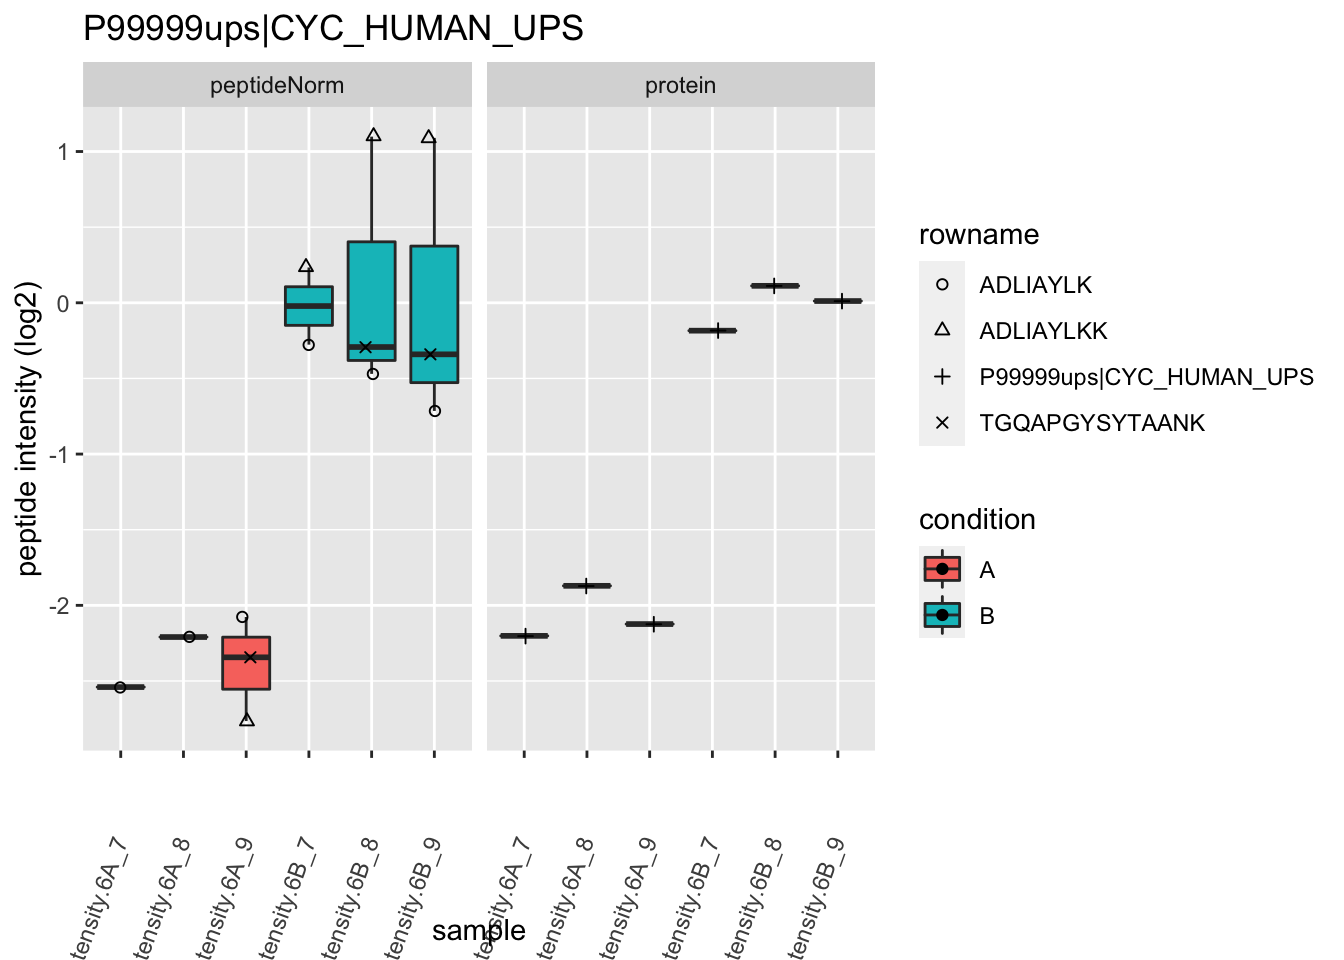 P99999ups|CYC_HUMAN_UPS
peptideNorm
protein
peptide intensity (log2)
1
0
-1
-2
tensity.6A_7
tensity.6A_8
tensity.6A_9
tensity.6B_7
tensity.6B_8
tensity.6B_9
tensity.6A_7
tensity.6A_8
tensity.6A_9
tensity.6B_7
tensity.6B_8
tensity.6B_9
sample
rowname
ADLIAYLK
ADLIAYLKK
P99999ups|CYC_HUMAN_UPS
TGQAPGYSYTAANK
condition
A
B